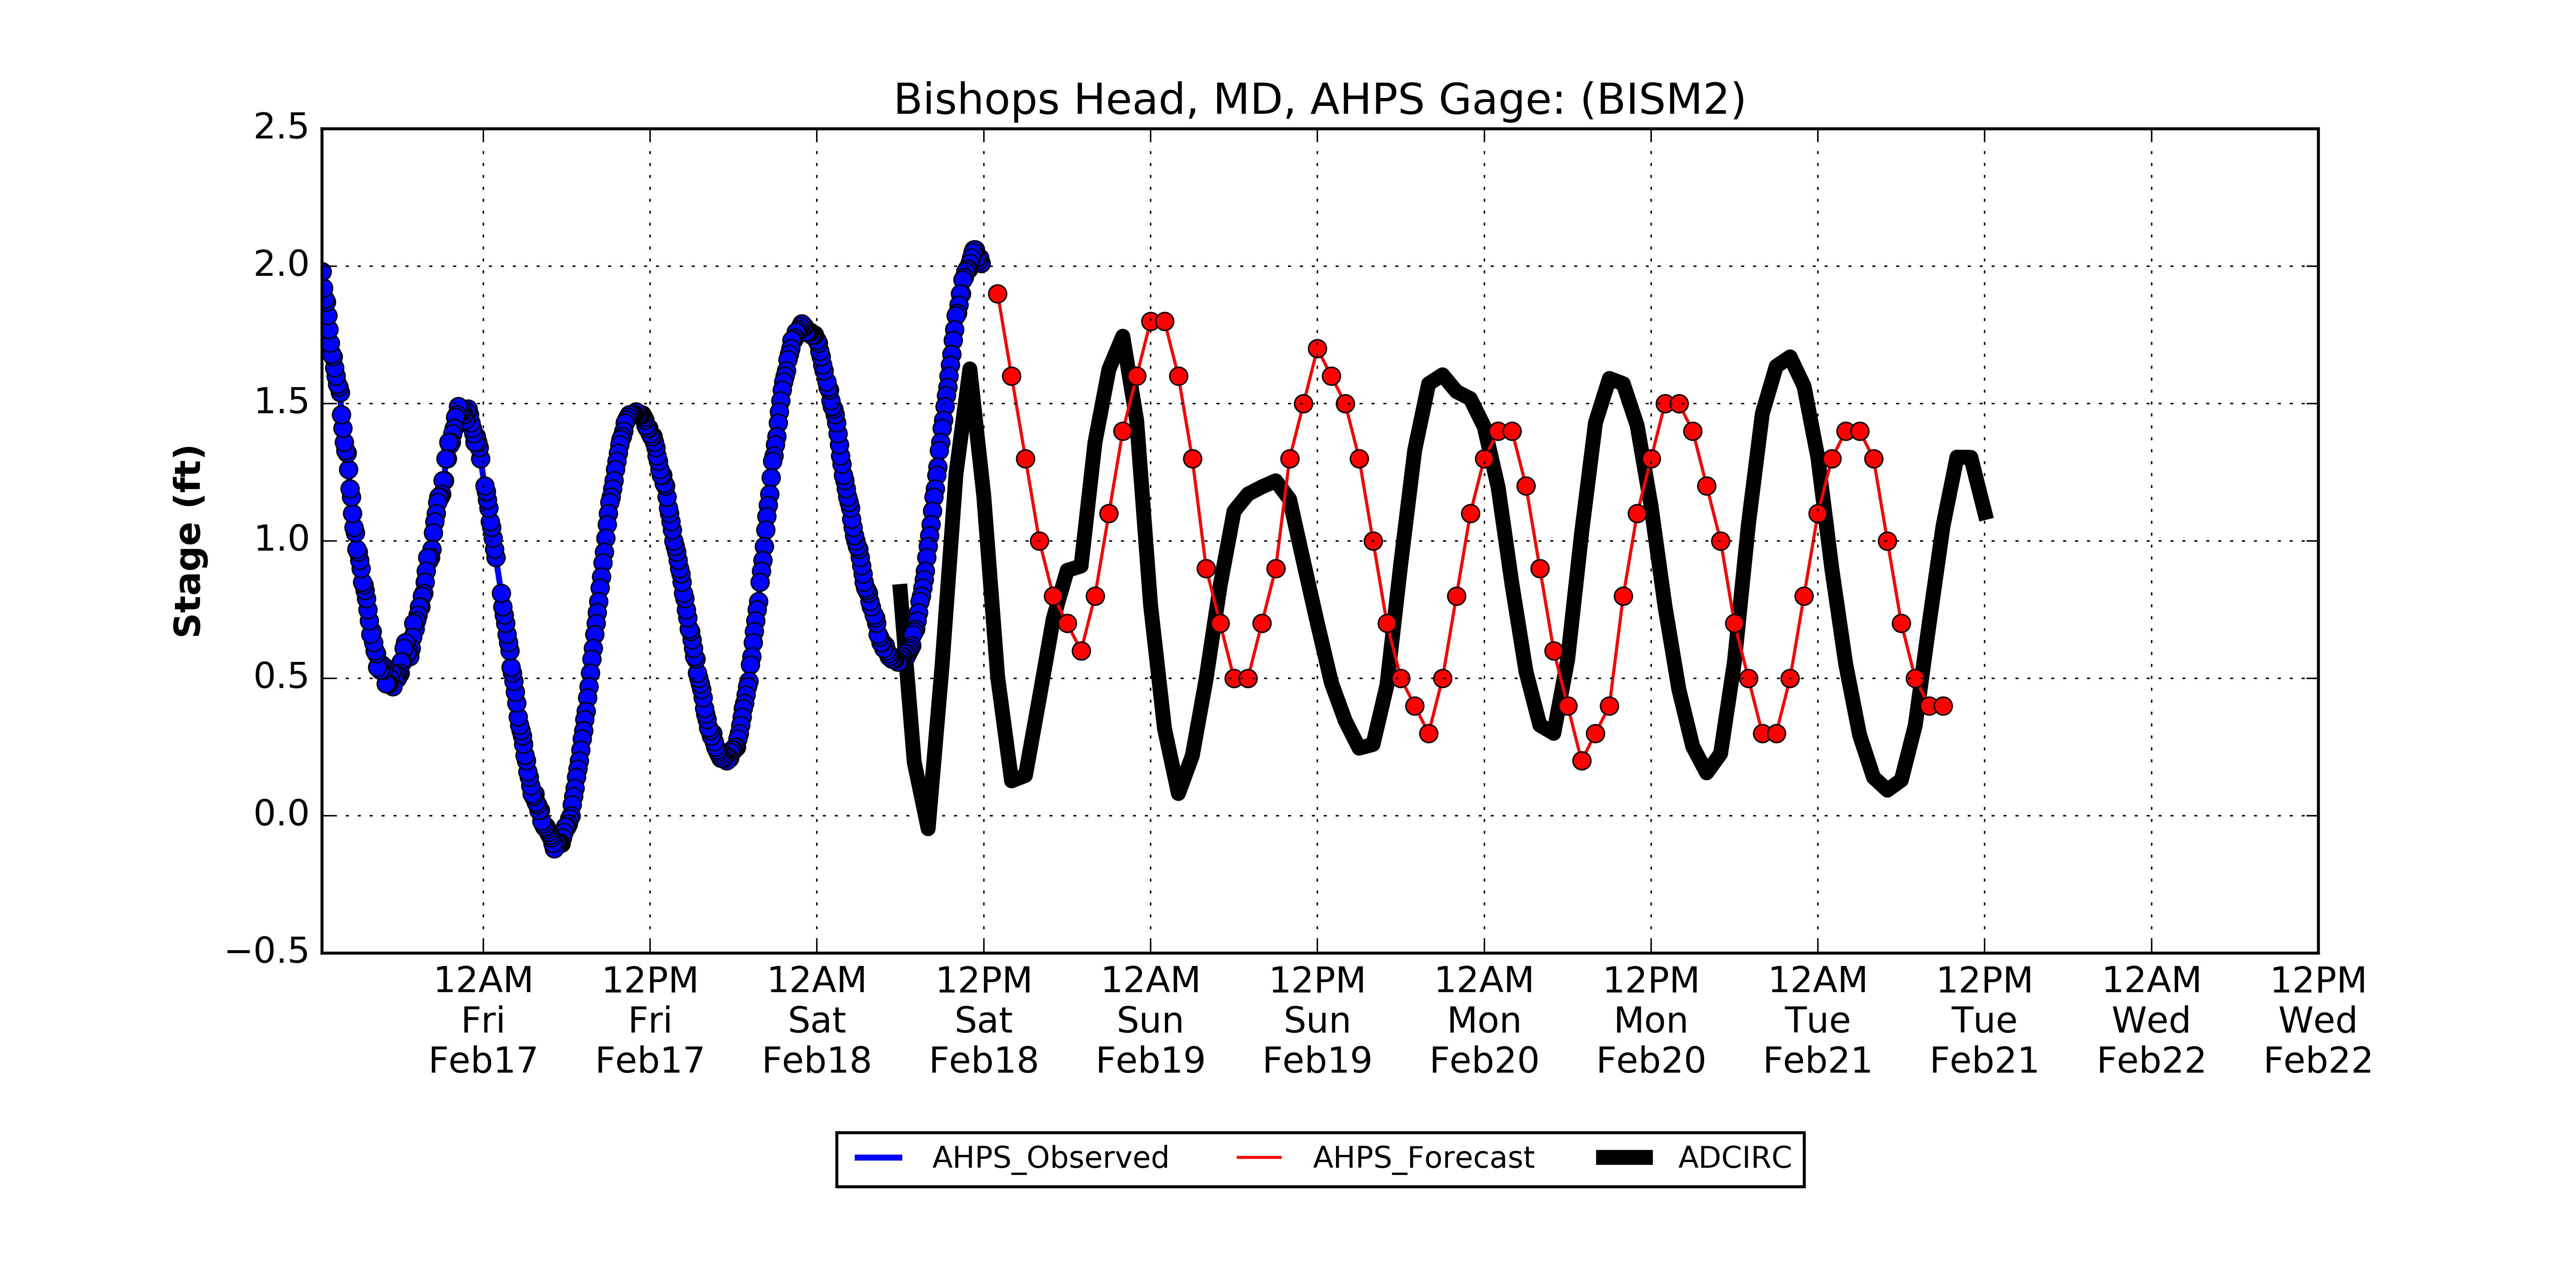 Bishops Head, MD, AHPS Gage: (BISM2)
Stage (ft)
2.5
2.0
1.5
1.0
0.5
0.0
−0.5
12AM 12PM 12AM 12PM 12AM 12PM 12AM 12PM 12AM 12PM 12AM 12PM
Fri Fri Sat Sat Sun Sun Mon Mon Tue Tue Wed Wed
Feb17 Feb17 Feb18 Feb18 Feb19 Feb19 Feb20 Feb20 Feb21 Feb21 Feb22 Feb22
AHPS_Observed AHPS_Forecast ADCIRC